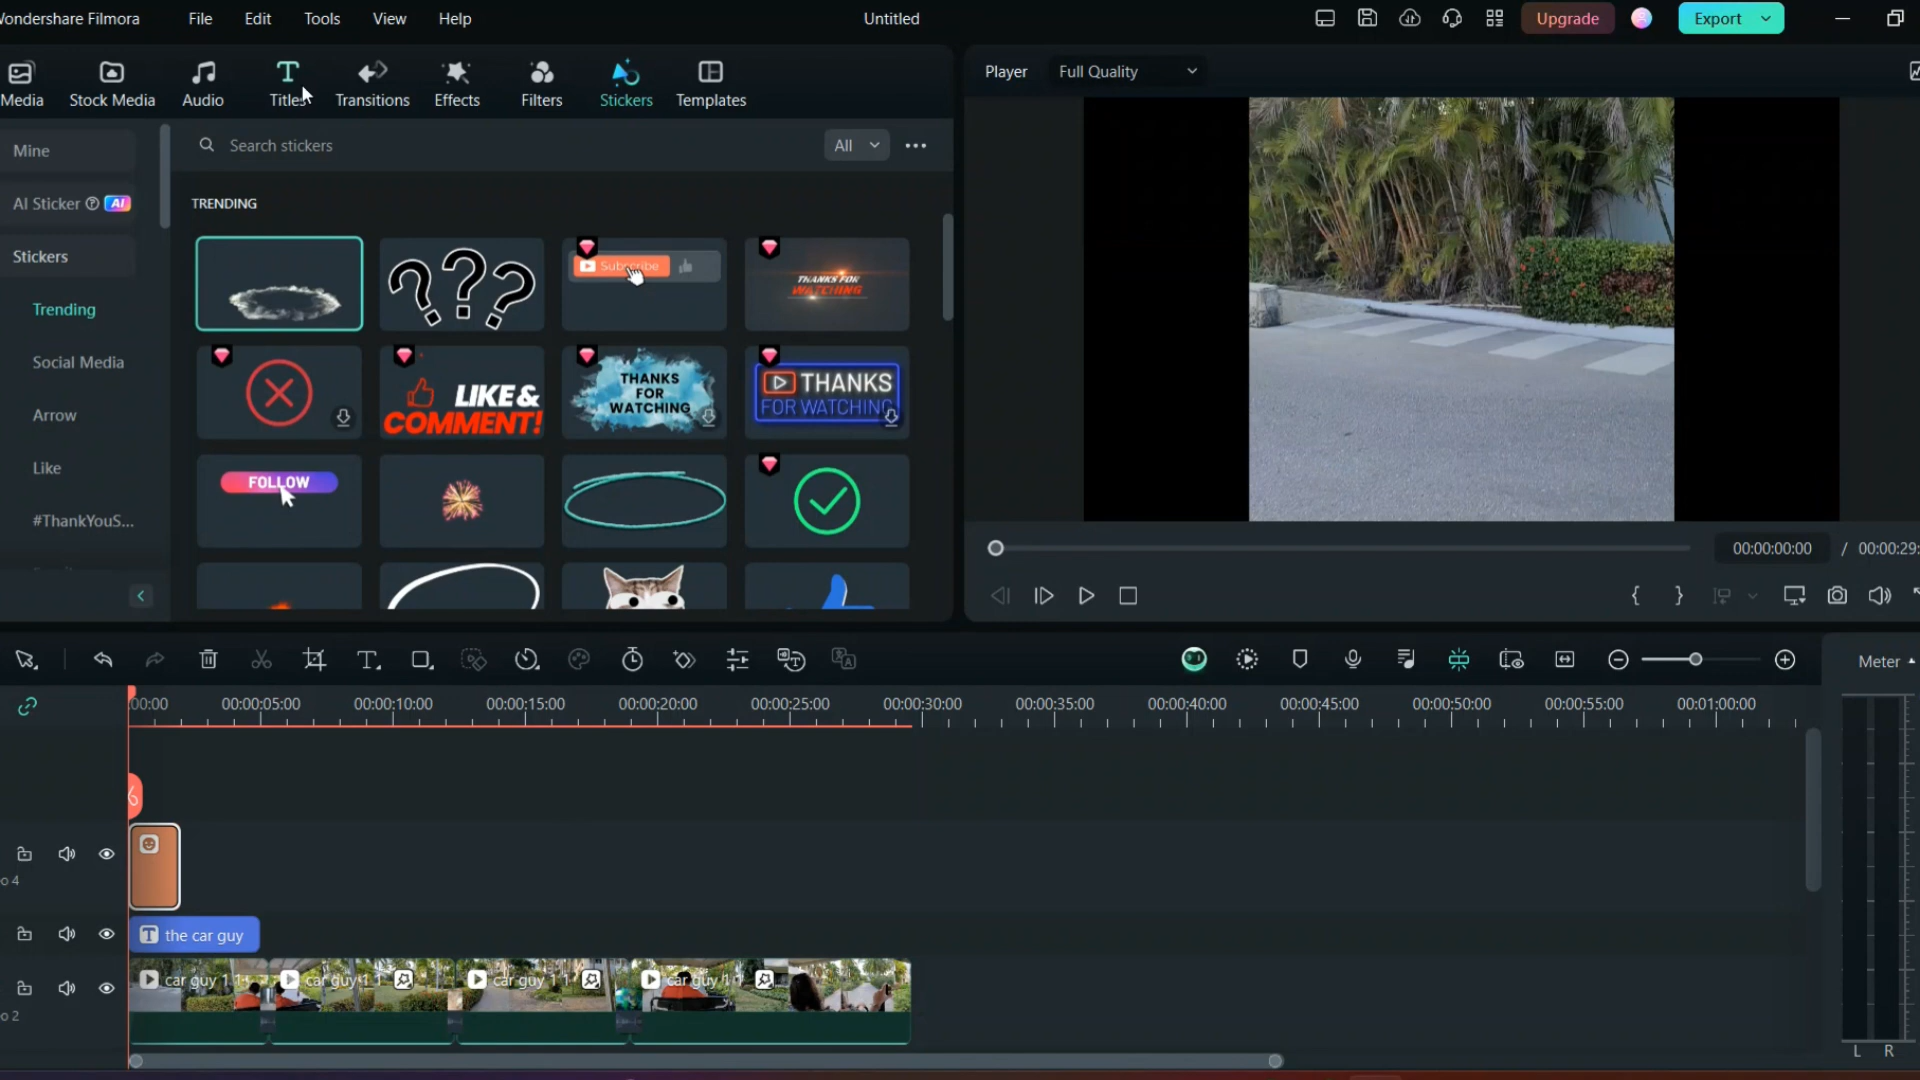 ondershare Filmora File Edit Tools View Help Untitled Upgrade Export
Media Stock Media Audio Titles Transitions Effects Filters Stickers Templates
Player Full Quality
Mine
Search stickers All
AI Sticker AI
TRENDING
Stickers
Trending
Social Media
Arrow
Like
#ThankYouS...
Subscribe
THANKS FOR
WATCHING
LIKE &
COMMENT!
THANKS
FOR
WATCHING
THANKS
FOR WATCHING
FOLLOW
00:00:00:00 / 00:00:29:
Meter
:00:00 00:00:05:00 00:00:10:00 00:00:15:00 00:00:20:00 00:00:25:00 00:00:30:00 00:00:35:00 00:00:40:00 00:00:45:00 00:00:50:00 00:00:55:00 00:01:00:00
o 4
the car guy
car guy 1 1 car guy 1 1 car guy 1 1 car guy 1 1
o 2
L R